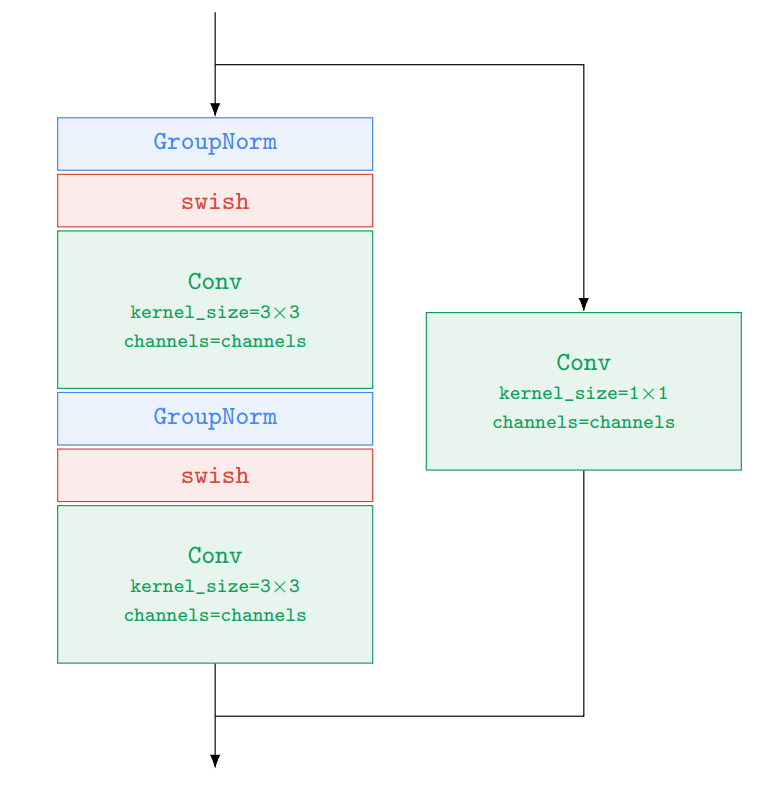 GroupNorm
swish
Conv
kernel_size=3×3
channels=channels
GroupNorm
swish
Conv
kernel_size=3×3
channels=channels
Conv
kernel_size=1×1
channels=channels